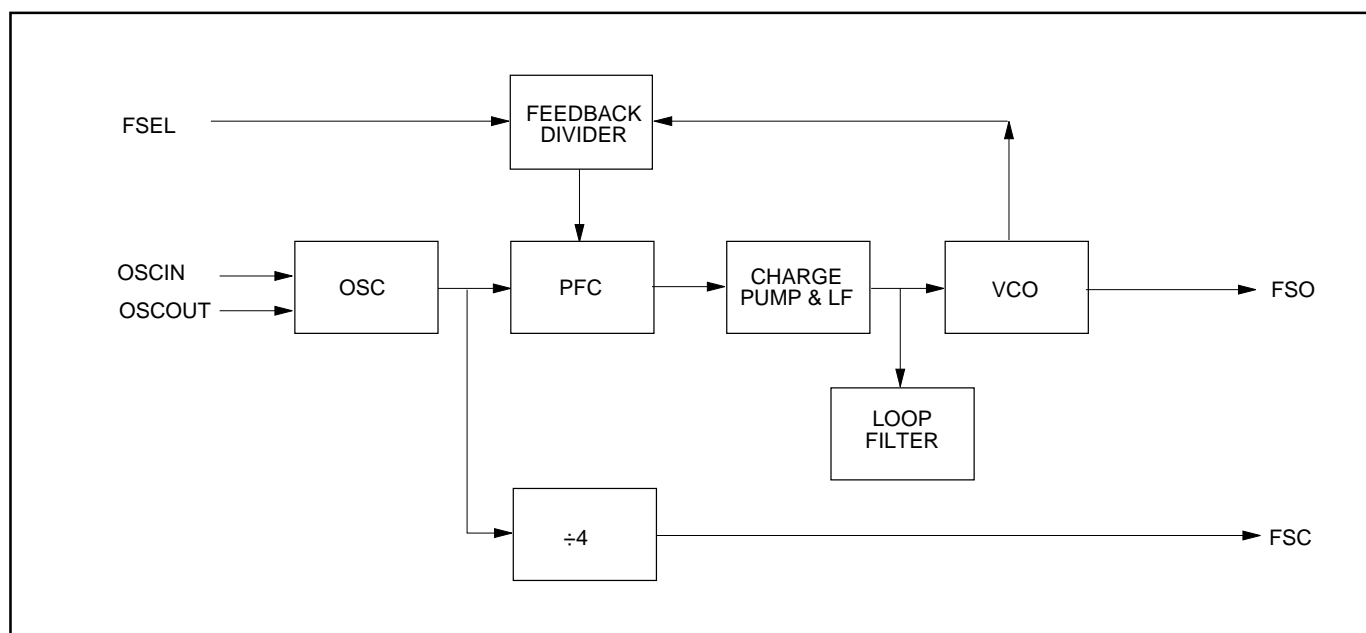 FSEL
FEEDBACK
DIVIDER
OSCIN
OSCOUT
OSC
PFC
CHARGE
PUMP & LF
VCO
FSO
LOOP
FILTER
÷4
FSC